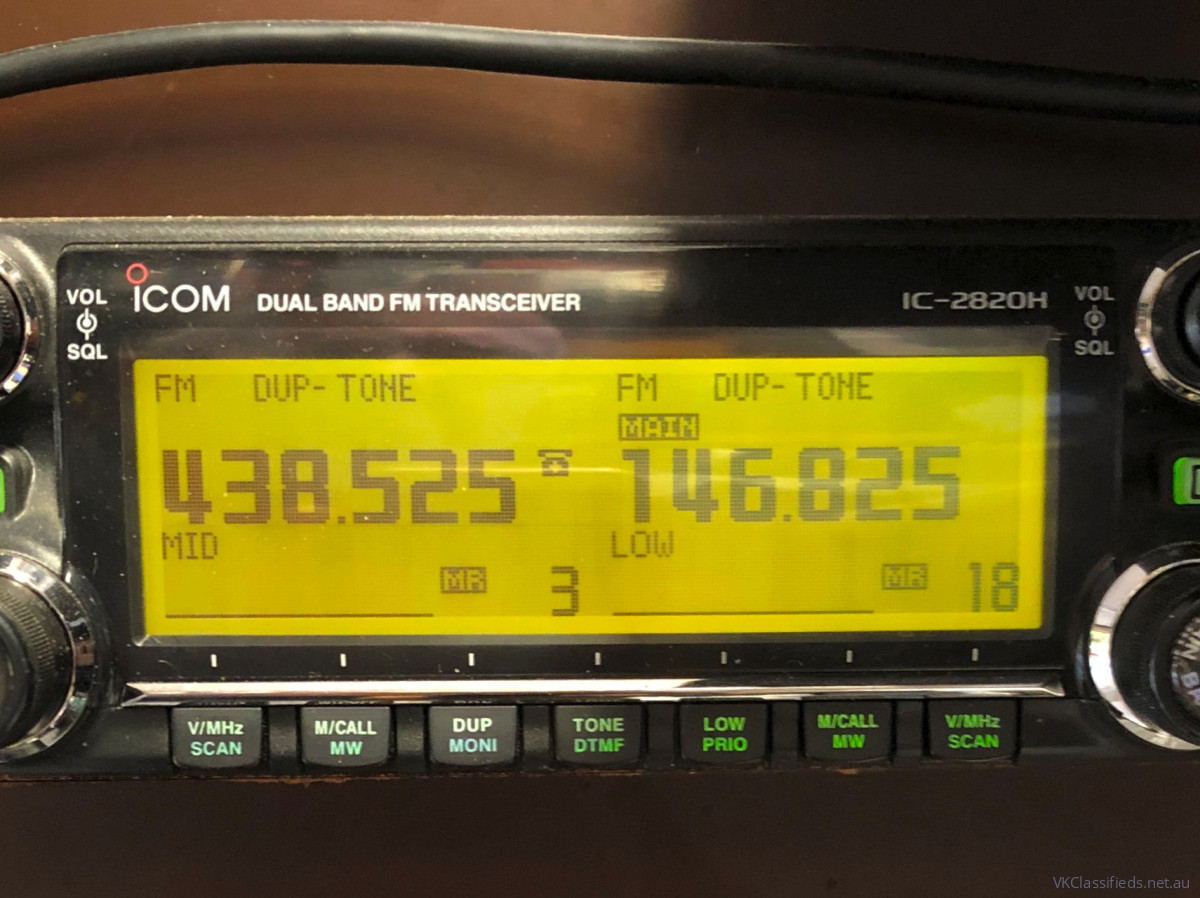 VOL
SQL
ICOM DUAL BAND FM TRANSCEIVER
IC-2820H
VOL
SQL
FM DUP- TONE
FM DUP- TONE
MAIN
438.525
146.825
MID
LOW
MR 3
MR 18
V/MHz
SCAN
M/CALL
MW
DUP
MONI
TONE
DTMF
LOW
PRIO
M/CALL
MW
V/MHz
SCAN
VKClassifieds.net.au